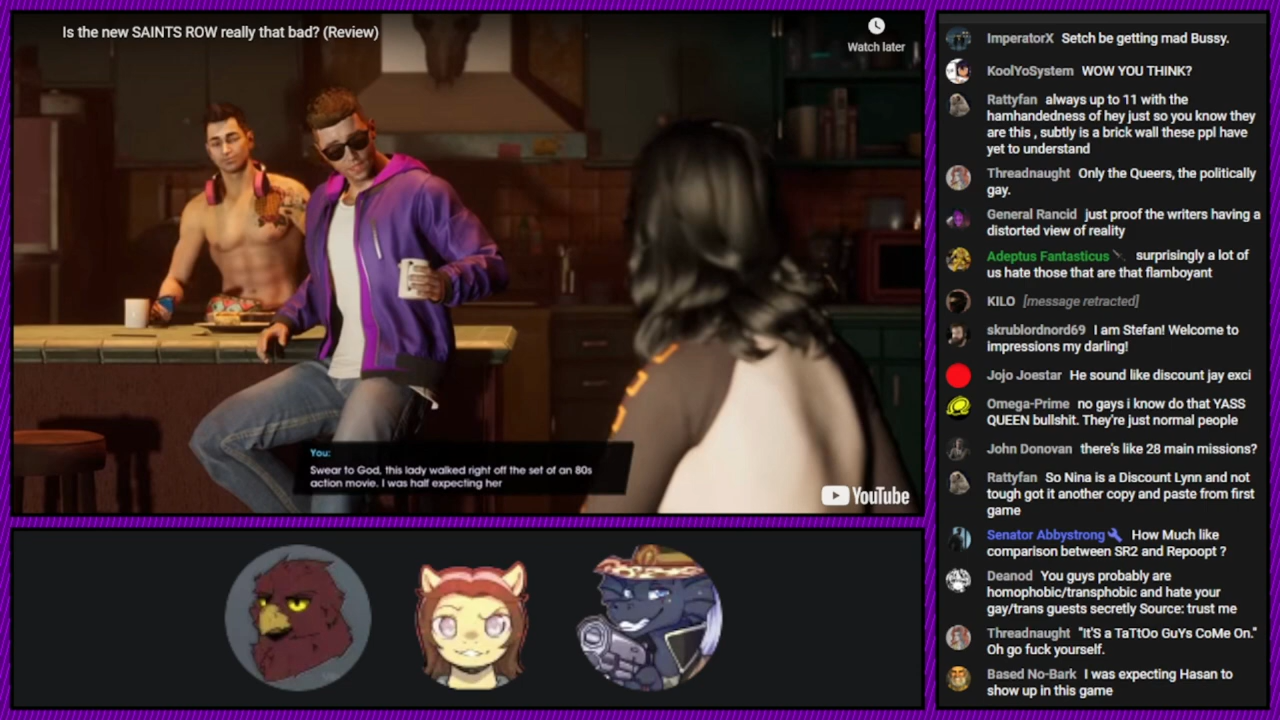 Is the new SAINTS ROW really that bad? (Review)
Watch later
You:
Swear to God, this lady walked right off the set of an 80s
action movie. I was half expecting her
YouTube
ImperatorX Setch be getting mad Bussy.
KoolYoSystem WOW YOU THINK?
Rattyfan always up to 11 with the
hamhandedness of hey just so you know they
are this , subtly is a brick wall these ppl have
yet to understand
Threadnaught Only the Queers, the politically
gay.
General Rancid just proof the writers having a
distorted view of reality
Adeptus Fantasticus surprisingly a lot of
us hate those that are that flamboyant
KILO [message retracted]
skrublordnord69 I am Stefan! Welcome to
impressions my darling!
Jojo Joestar He sound like discount jay exci
Omega-Prime no gays i know do that YASS
QUEEN bullshit. They're just normal people
John Donovan there's like 28 main missions?
Rattyfan So Nina is a Discount Lynn and not
tough got it another copy and paste from first
game
Senator Abbystrong How Much like
comparison between SR2 and Repoopt ?
Deanod You guys probably are
homophobic/transphobic and hate your
gay/trans guests secretly Source: trust me
Threadnaught "It'S a TaTtOo GuYs CoMe On."
Oh go fuck yourself.
Based No-Bark I was expecting Hasan to
show up in this game